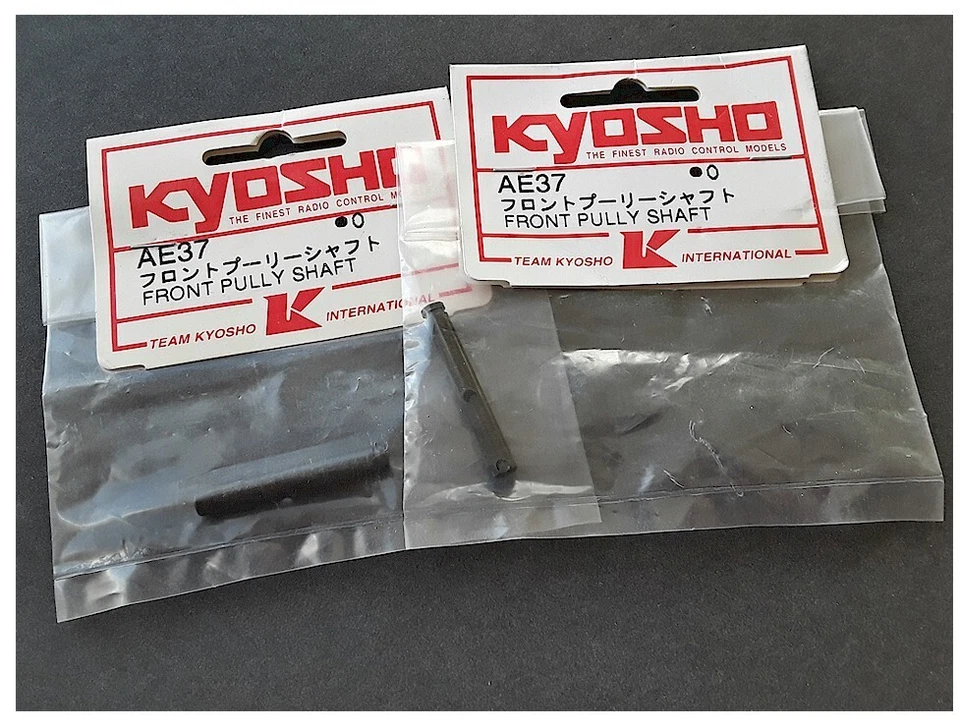 KYOSHO
THE FINEST RADIO CONTROL M
●0
AE37
フロントプーリーシャフト
FRONT PULLY SHAFT
K
TEAM KYOSHO INTERNATIONAL
KYOSHO
THE FINEST RADIO CONTROL MODELS
●0
AE37
フロントプーリーシャフト
FRONT PULLY SHAFT
K
TEAM KYOSHO INTERNATIONAL